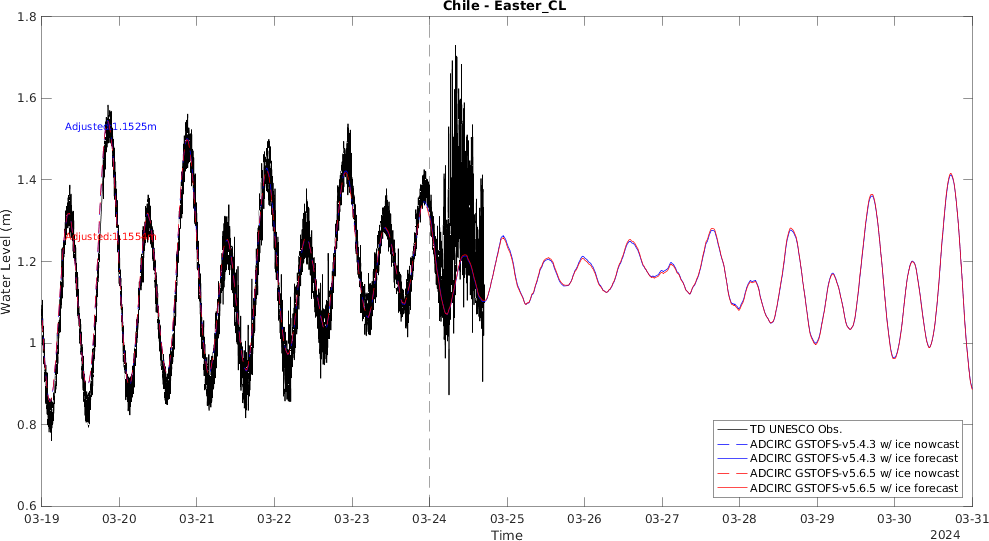 Chile - Easter_CL
1.8
1.6
1.4
1.2
1
0.8
0.6
Water Level (m)
Adjusted:1.1525m
Adjusted:1.155
TD UNESCO Obs.
ADCIRC GSTOFS-v5.4.3 w/ ice nowcast
ADCIRC GSTOFS-v5.4.3 w/ ice forecast
ADCIRC GSTOFS-v5.6.5 w/ ice nowcast
ADCIRC GSTOFS-v5.6.5 w/ ice forecast
03-19 03-20 03-21 03-22 03-23 03-24 03-25 03-26 03-27 03-28 03-29 03-30 03-31
Time
2024